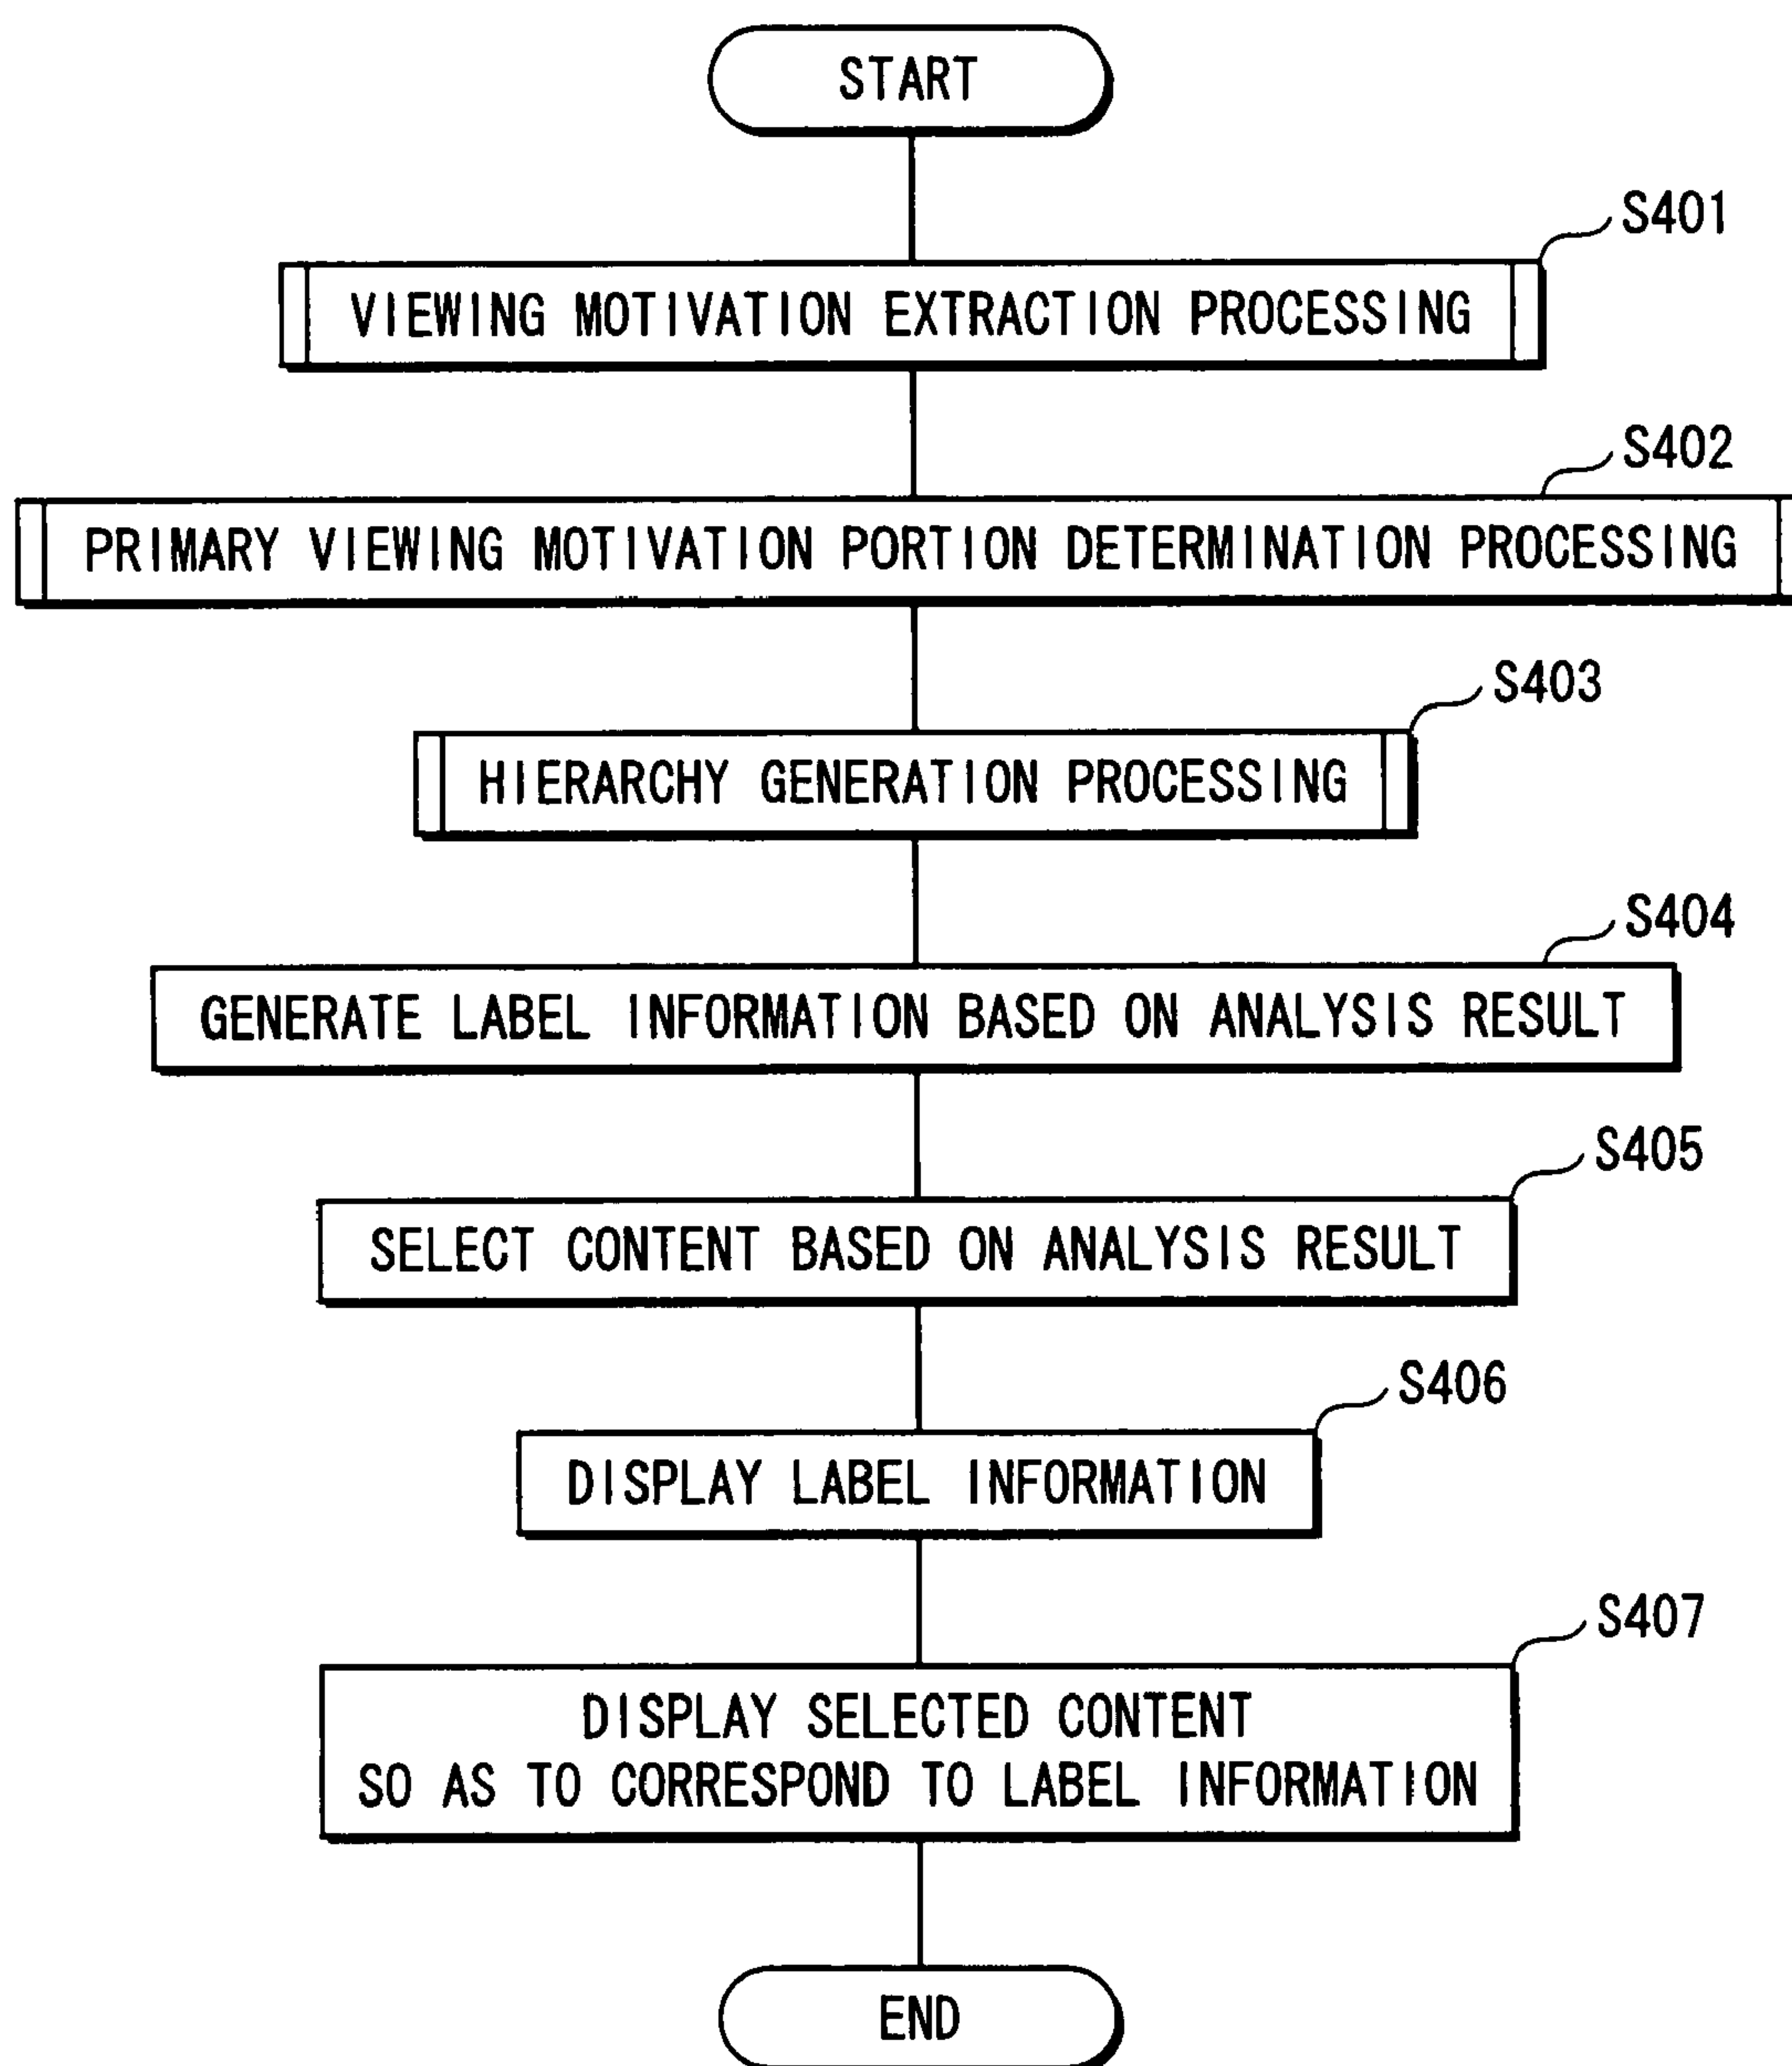 START
S401
VIEWING MOTIVATION EXTRACTION PROCESSING
S402
PRIMARY VIEWING MOTIVATION PORTION DETERMINATION PROCESSING
S403
HIERARCHY GENERATION PROCESSING
S404
GENERATE LABEL INFORMATION BASED ON ANALYSIS RESULT
S405
SELECT CONTENT BASED ON ANALYSIS RESULT
S406
DISPLAY LABEL INFORMATION
S407
DISPLAY SELECTED CONTENT
SO AS TO CORRESPOND TO LABEL INFORMATION
END